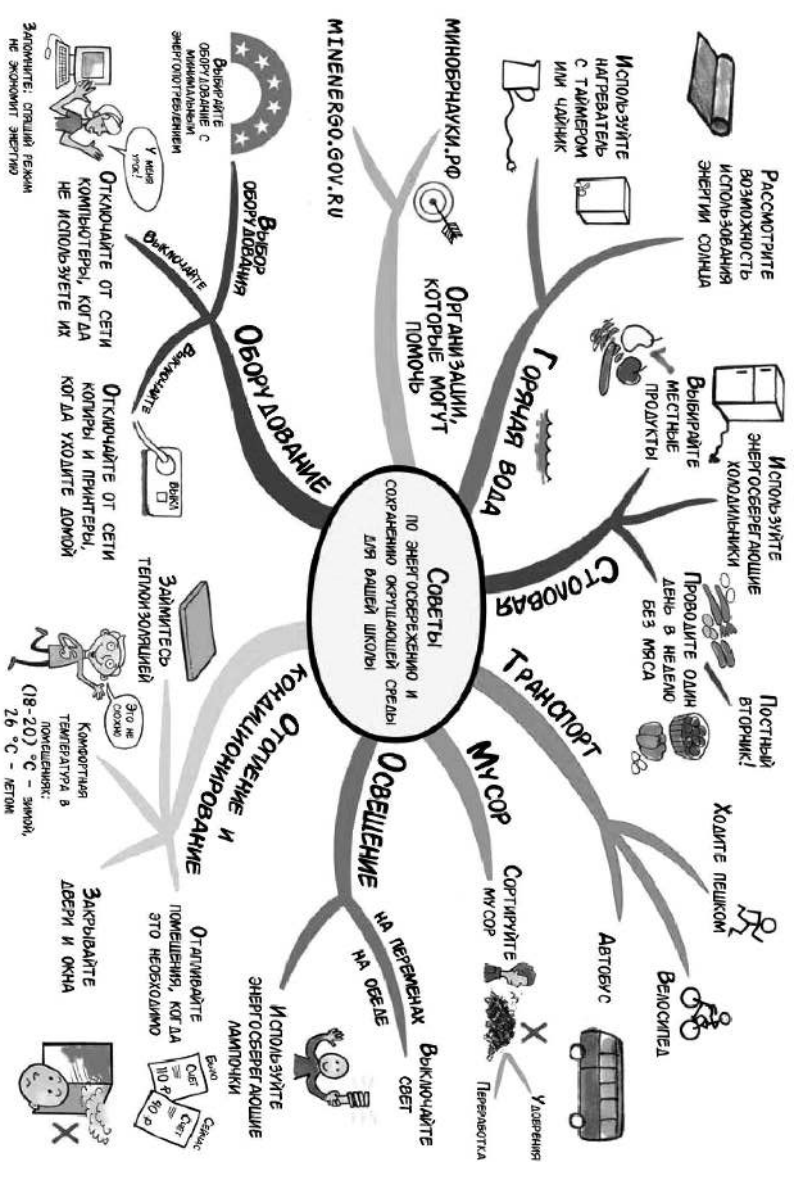 Советы
по энергосбережению и
сохранению окрущающей среды
для вашей школы
Организации,
которые могут
помочь
минобрнауки.рф
minenergo.gov.ru
Горячая вода
Используйте
нагреватель
с таймером
или чайник
Рассмотрите
возможность
использования
энергии солнца
Столовая
Выбирайте
местные
продукты
Используйте
энергосберегающие
холодильники
Проводите один
день в неделю
без мяса
Постный
вторник!
Транспорт
Ходите пешком
Велосипед
Автобус
Мусор
Сортируйте
мусор
Удобрения
Переработка
Освещение
На переменах
На обеде
Выключайте
свет
Используйте
энергосберегающие
лампочки
Отопление и
кондиционирование
Отапливайте
помещения, когда
это необходимо
Было
Счет
110 Р
Сейчас
Счет
90 Р
Закрывайте
двери и окна
Комфортная
температура в
помещениях:
(18-20) °C - зимой,
26 °C - летом
Это не
сложно
Займитесь
теплоизоляцией
Оборудование
Выключайте
выкл
Отключайте от сети
копиры и принтеры,
когда уходите домой
Выключайте
Отключайте от сети
компьютеры, когда
не используете их
У меня
урок!
Запомните: спящий режим
не экономит энергию
Выбор
оборудования
Выбирайте
оборудование с
минимальным
энергопотреблением